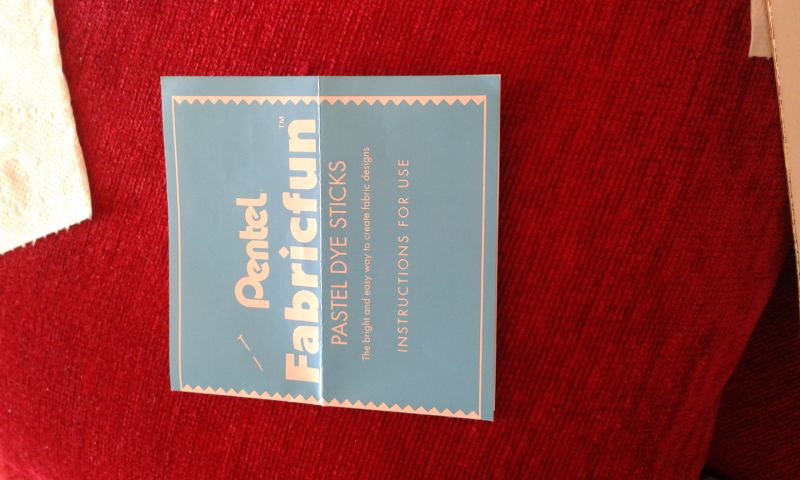 Pentel
Fabricfun™
PASTEL DYE STICKS
The bright and easy way to create fabric designs
INSTRUCTIONS FOR USE